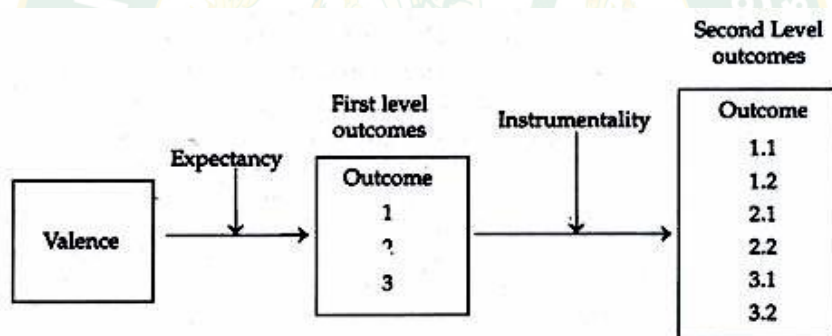 Second Level
outcomes
First level
outcomes
Instrumentality
Expectancy
Outcome
1.1
1.2
2.1
2.2
3.1
3.2
Outcome
1
2
3
Valence